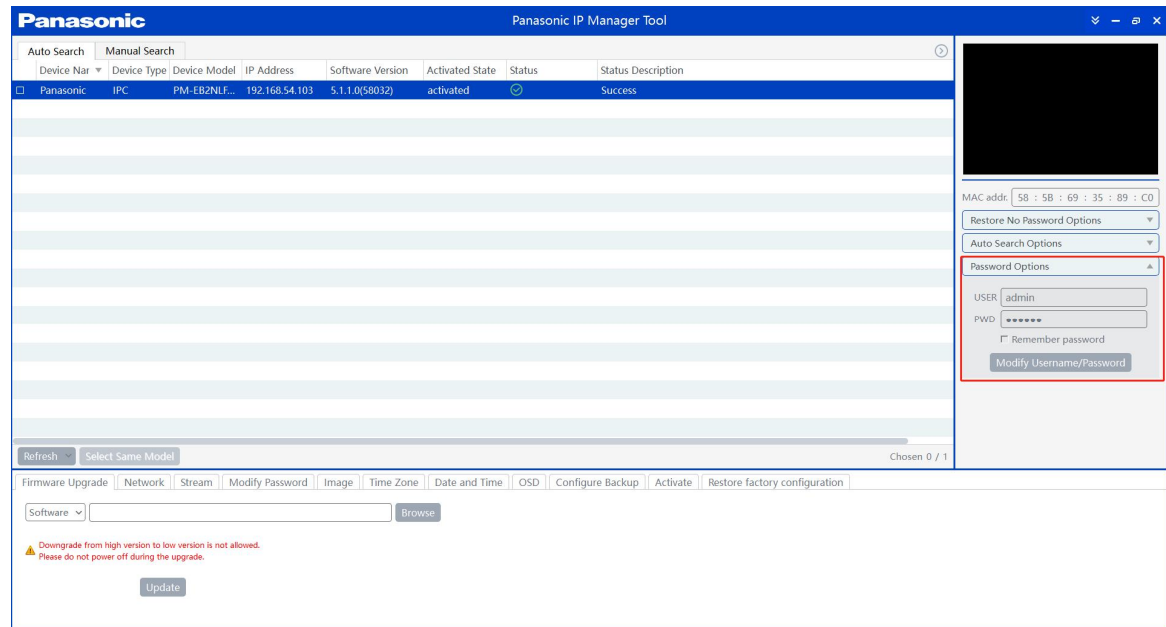 Panasonic
Panasonic IP Manager Tool
Auto Search Manual Search
Device Nar Device Type Device Model IP Address Software Version Activated State Status Status Description
Panasonic IPC PM-EB2NLF... 192.168.54.103 5.1.1.0(58032) activated Success
MAC addr. 58 : 5B : 69 : 35 : 89 : C0
Restore No Password Options
Auto Search Options
Password Options
USER admin
PWD ••••••
Remember password
Modify Username/Password
Refresh Select Same Model Chosen 0 / 1
Firmware Upgrade Network Stream Modify Password Image Time Zone Date and Time OSD Configure Backup Activate Restore factory configuration
Software Browse
Downgrade from high version to low version is not allowed.
Please do not power off during the upgrade.
Update